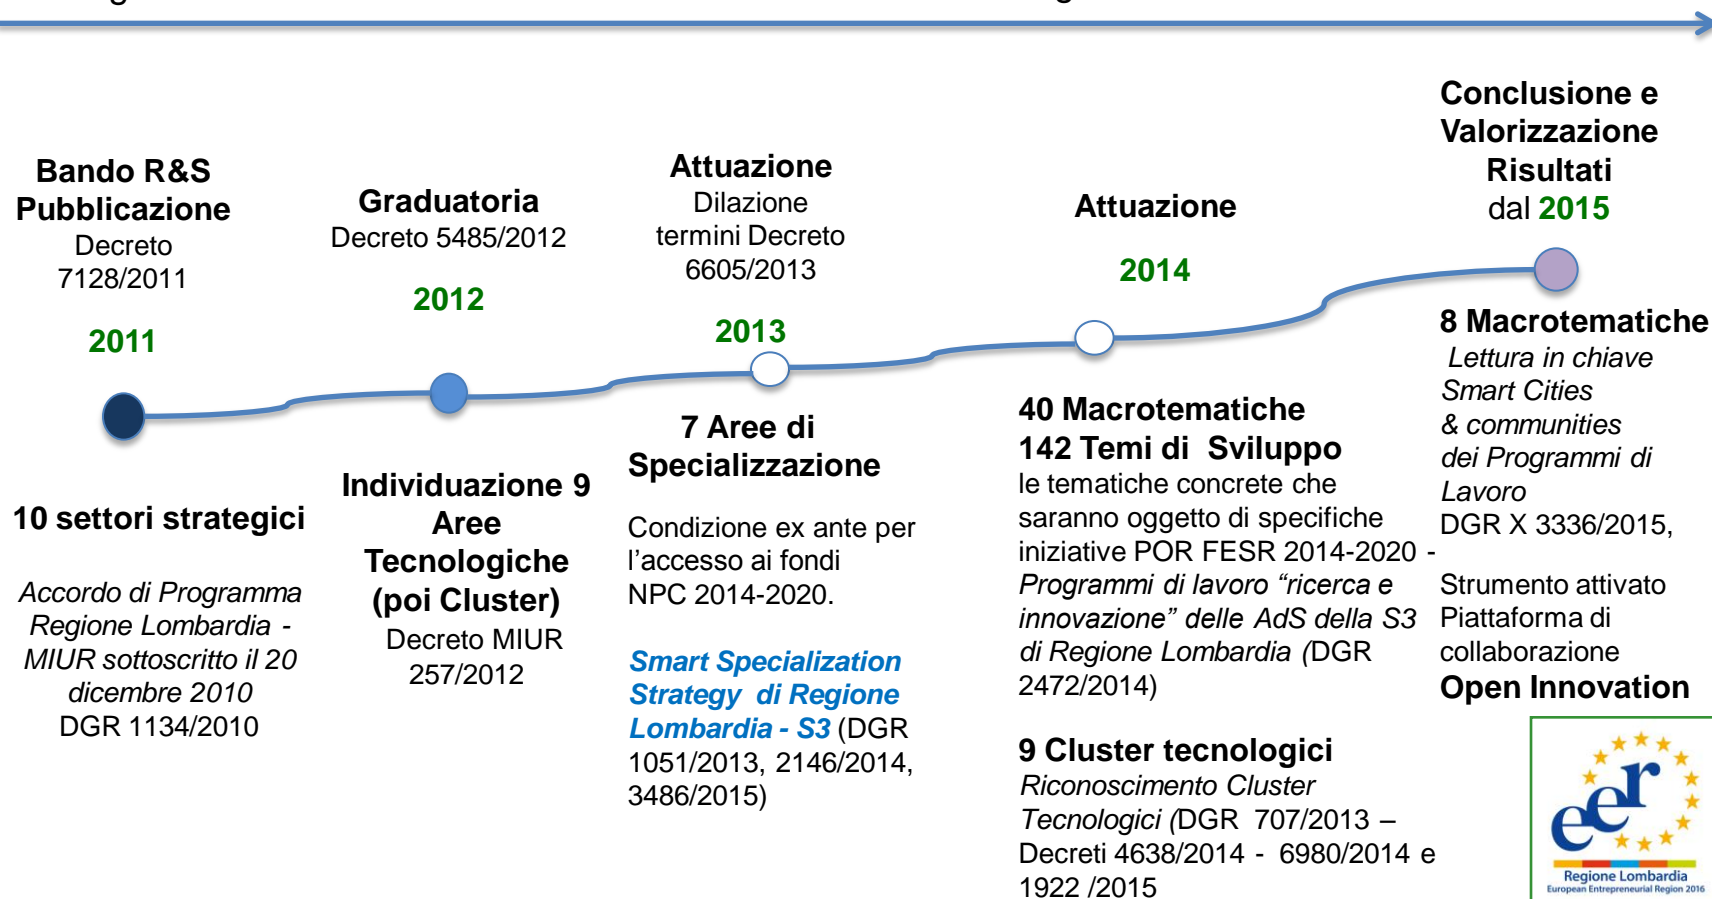 Bando R&S
Pubblicazione
Decreto
7128/2011
2011
10 settori strategici
Accordo di Programma
Regione Lombardia -
MIUR sottoscritto il 20
dicembre 2010
DGR 1134/2010
Graduatoria
Decreto 5485/2012
2012
Individuazione 9
Aree
Tecnologiche
(poi Cluster)
Decreto MIUR
257/2012
Attuazione
Dilazione
termini Decreto
6605/2013
2013
7 Aree di
Specializzazione
Condizione ex ante per
l’accesso ai fondi
NPC 2014-2020.
Smart Specialization
Strategy di Regione
Lombardia - S3 (DGR
1051/2013, 2146/2014,
3486/2015)
Attuazione
2014
40 Macrotematiche
142 Temi di Sviluppo
le tematiche concrete che
saranno oggetto di specifiche
iniziative POR FESR 2014-2020 -
Programmi di lavoro “ricerca e
innovazione” delle AdS della S3
di Regione Lombardia (DGR
2472/2014)
9 Cluster tecnologici
Riconoscimento Cluster
Tecnologici (DGR 707/2013 –
Decreti 4638/2014 - 6980/2014 e
1922 /2015
Conclusione e
Valorizzazione
Risultati
dal 2015
8 Macrotematiche
Lettura in chiave
Smart Cities
& communities
dei Programmi di
Lavoro
DGR X 3336/2015,
Strumento attivato
Piattaforma di
collaborazione
Open Innovation
eer
Regione Lombardia
European Entrepreneurial Region 2016